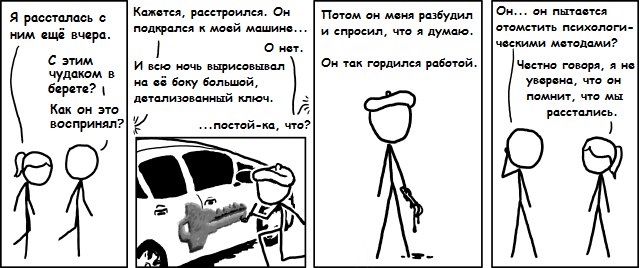 Я рассталась с
ним ещё вчера.
С этим
чудаком в
берете?
Как он это
воспринял?
Кажется, расстроился. Он
подкрался к моей машине...
О нет.
И всю ночь вырисовывал
на её боку большой,
детализованный ключ.
...постой-ка, что?
Потом он меня разбудил
и спросил, что я думаю.
Он так гордился работой.
Он... он пытается
отомстить психологи-
ческими методами?
Честно говоря, я не
уверена, что он
помнит, что мы
расстались.